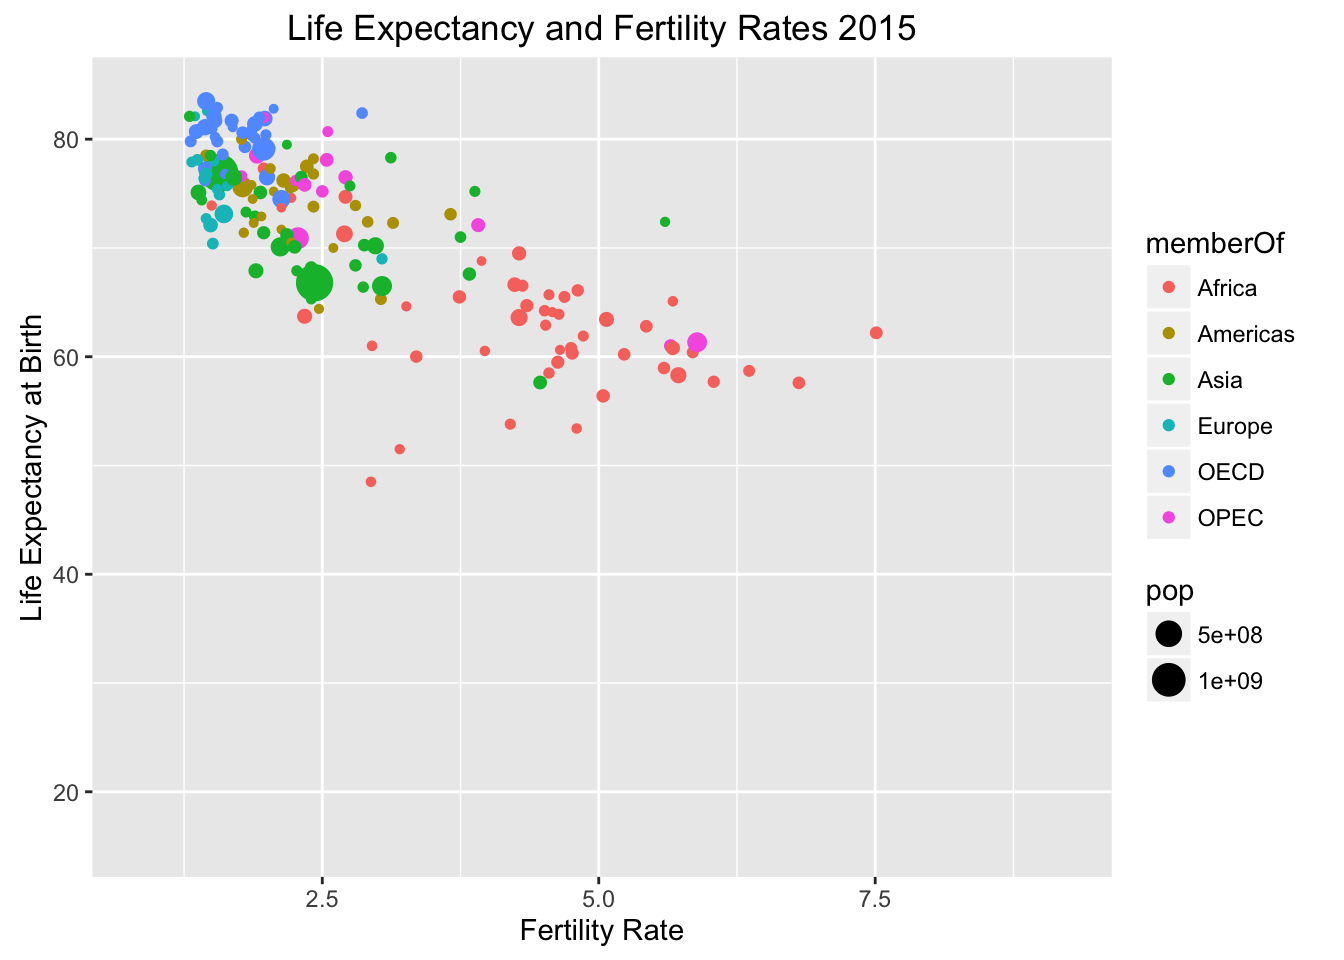 Life Expectancy and Fertility Rates 2015
Life Expectancy at Birth
80
60
40
20
2.5 5.0 7.5
Fertility Rate
memberOf
Africa
Americas
Asia
Europe
OECD
OPEC
pop
5e+08
1e+09